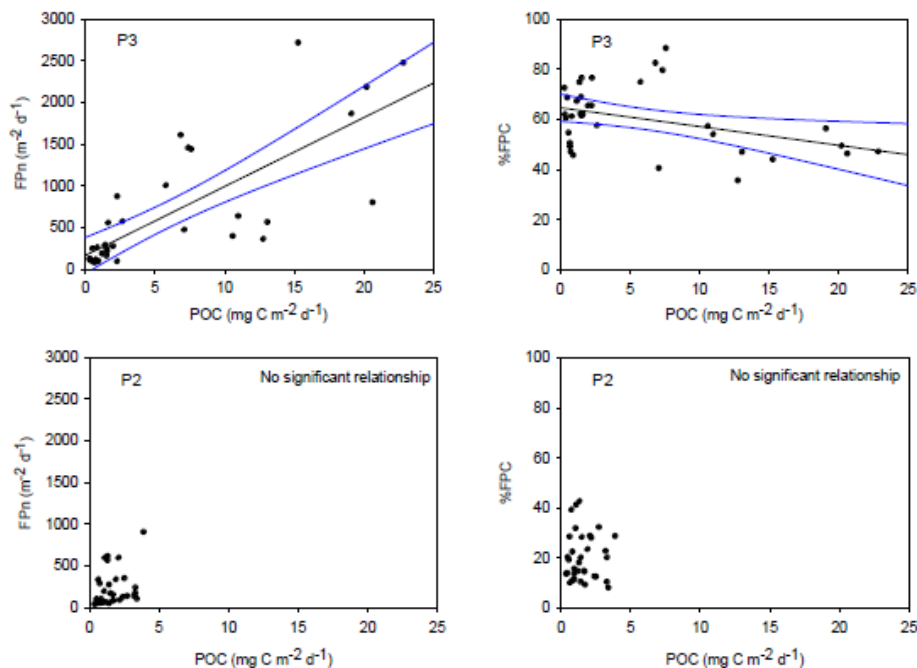 3000
2500
2000
1500
1000
500
0
FPn (m⁻² d⁻¹)
P3
0 5 10 15 20 25
POC (mg C m⁻² d⁻¹)
100
80
60
40
20
0
%FPC
P3
0 5 10 15 20 25
POC (mg C m⁻² d⁻¹)
3000
2500
2000
1500
1000
500
0
FPn (m⁻² d⁻¹)
P2
No significant relationship
0 5 10 15 20 25
POC (mg C m⁻² d⁻¹)
100
80
60
40
20
0
%FPC
P2
No significant relationship
0 5 10 15 20 25
POC (mg C m⁻² d⁻¹)